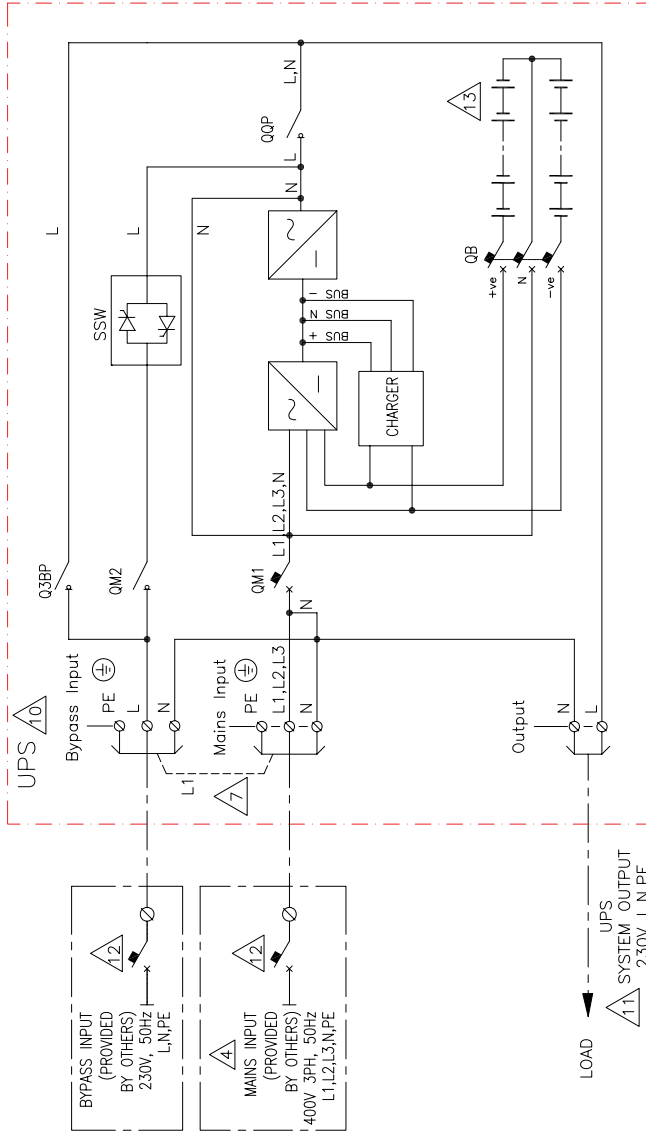 UPS
10
Bypass Input
PE
L
N
Mains Input
PE
L1,L2,L3
N
L1
7
Output
N
L
BYPASS INPUT
(PROVIDED
BY OTHERS)
230V, 50Hz
L,N,PE
12
4
MAINS INPUT
(PROVIDED
BY OTHERS)
400V 3PH, 50Hz
L1,L2,L3,N,PE
12
LOAD
11
UPS
SYSTEM OUTPUT
230V, L,N,PE
Q3BP
L
QM2
SSW
L
QM1
N
L1,L2,L3,N
N
BUS +
BUS N
BUS -
CHARGER
N
L
QQP
L,N
QB
+ve
N
-ve
13